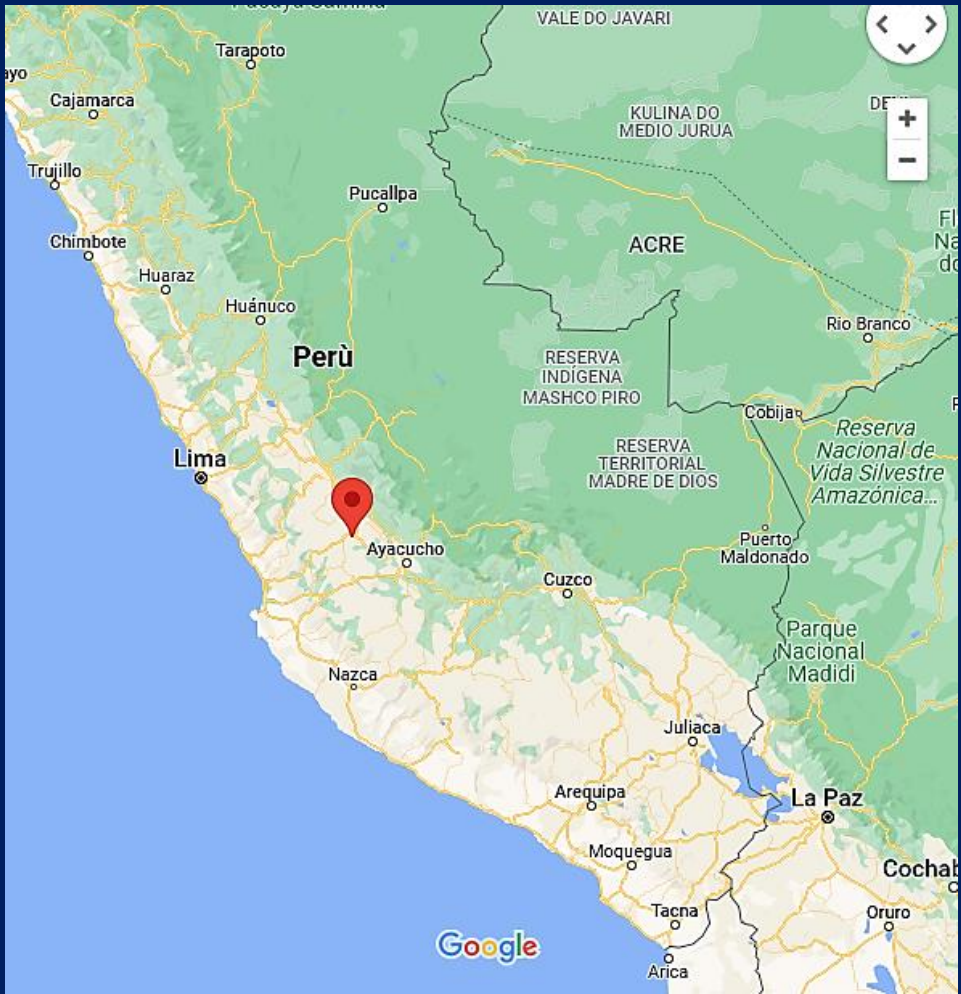 VALE DO JAVARI
Tarapoto
ayo
Cajamarca
KULINA DO
MEDIO JURUA
+
−
Trujillo
Pucallpa
Chimbote
ACRE
Huaraz
Huánuco
Rio Branco
Perù
RESERVA
INDÍGENA
MASHCO PIRO
Cobija
Reserva
Nacional de
Vida Silvestre
Amazónica...
Lima
RESERVA
TERRITORIAL
MADRE DE DIOS
Puerto
Maldonado
Ayacucho
Cuzco
Parque
Nacional
Madidi
Nazca
Juliaca
Arequipa
La Paz
Moquegua
Cochab
Tacna
Oruro
Google
Arica